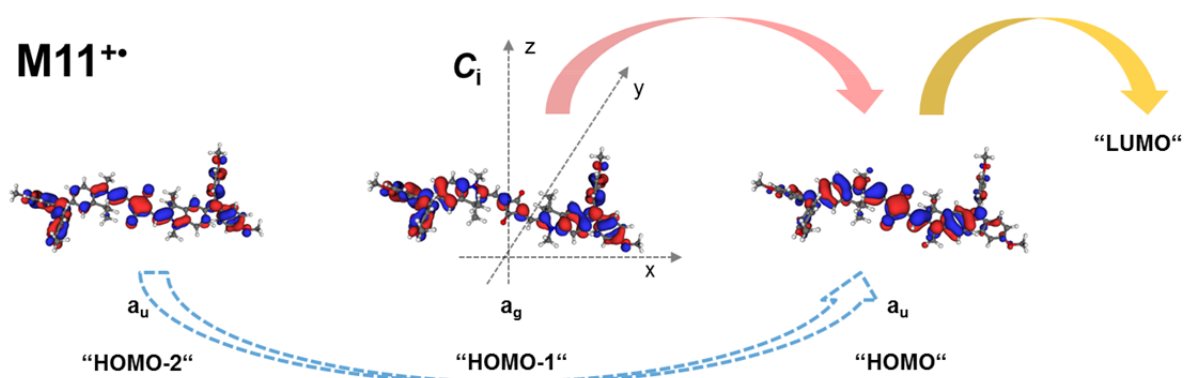 M11+•
Ci
z
y
x
“LUMO“
au
ag
au
“HOMO-2“
“HOMO-1“
“HOMO“